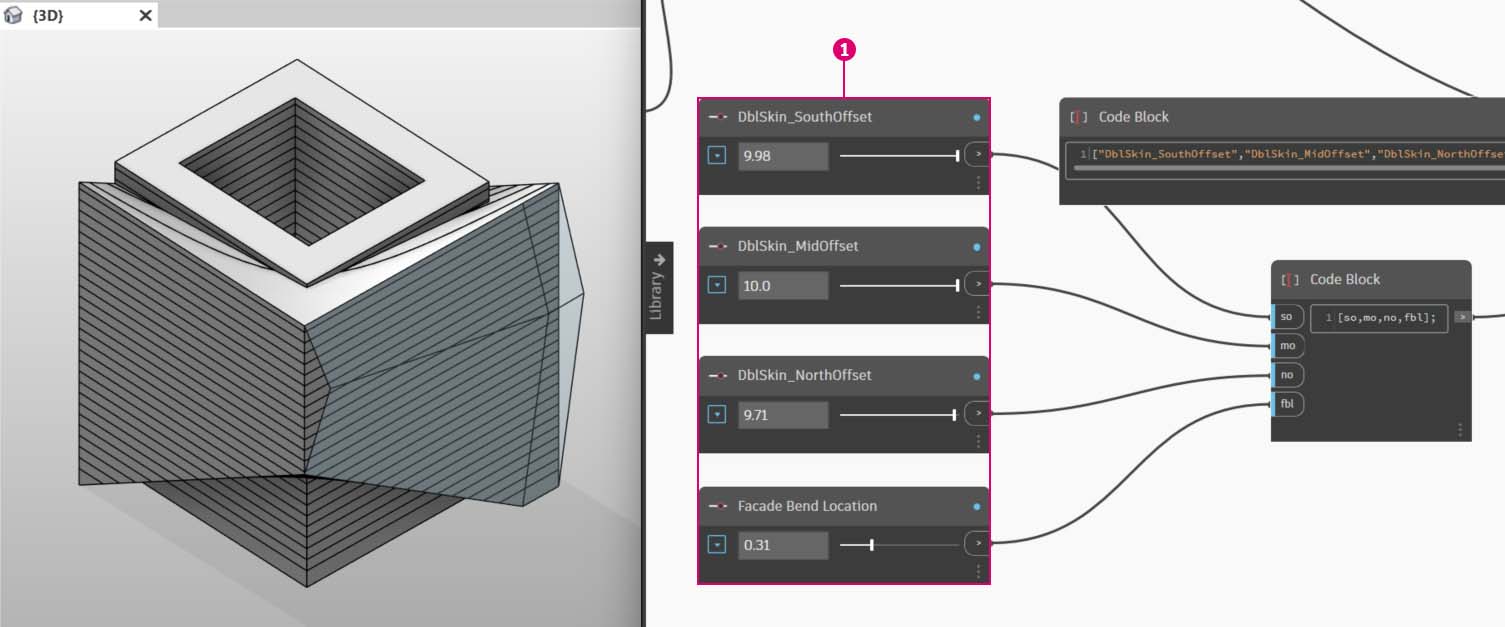 {3D}
1
DblSkin_SouthOffset
9.98
>
DblSkin_MidOffset
10.0
>
DblSkin_NorthOffset
9.71
>
Facade Bend Location
0.31
>
Library
Code Block
1 ["DblSkin_SouthOffset","DblSkin_MidOffset","DblSkin_NorthOffse
Code Block
so
mo
no
fbl
1 [so,mo,no,fbl];
>